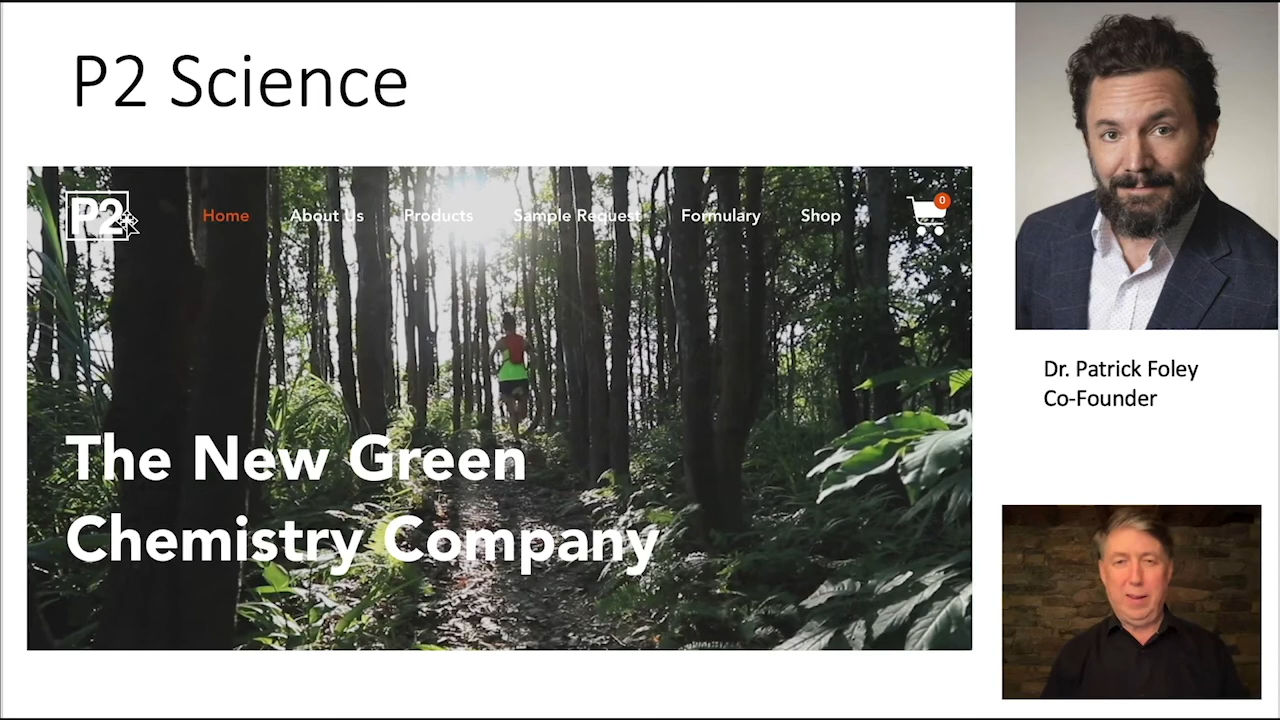 P2 Science
P2
Home About Us Products Sample Request Formulary Shop
0
The New Green
Chemistry Company
Dr. Patrick Foley
Co-Founder